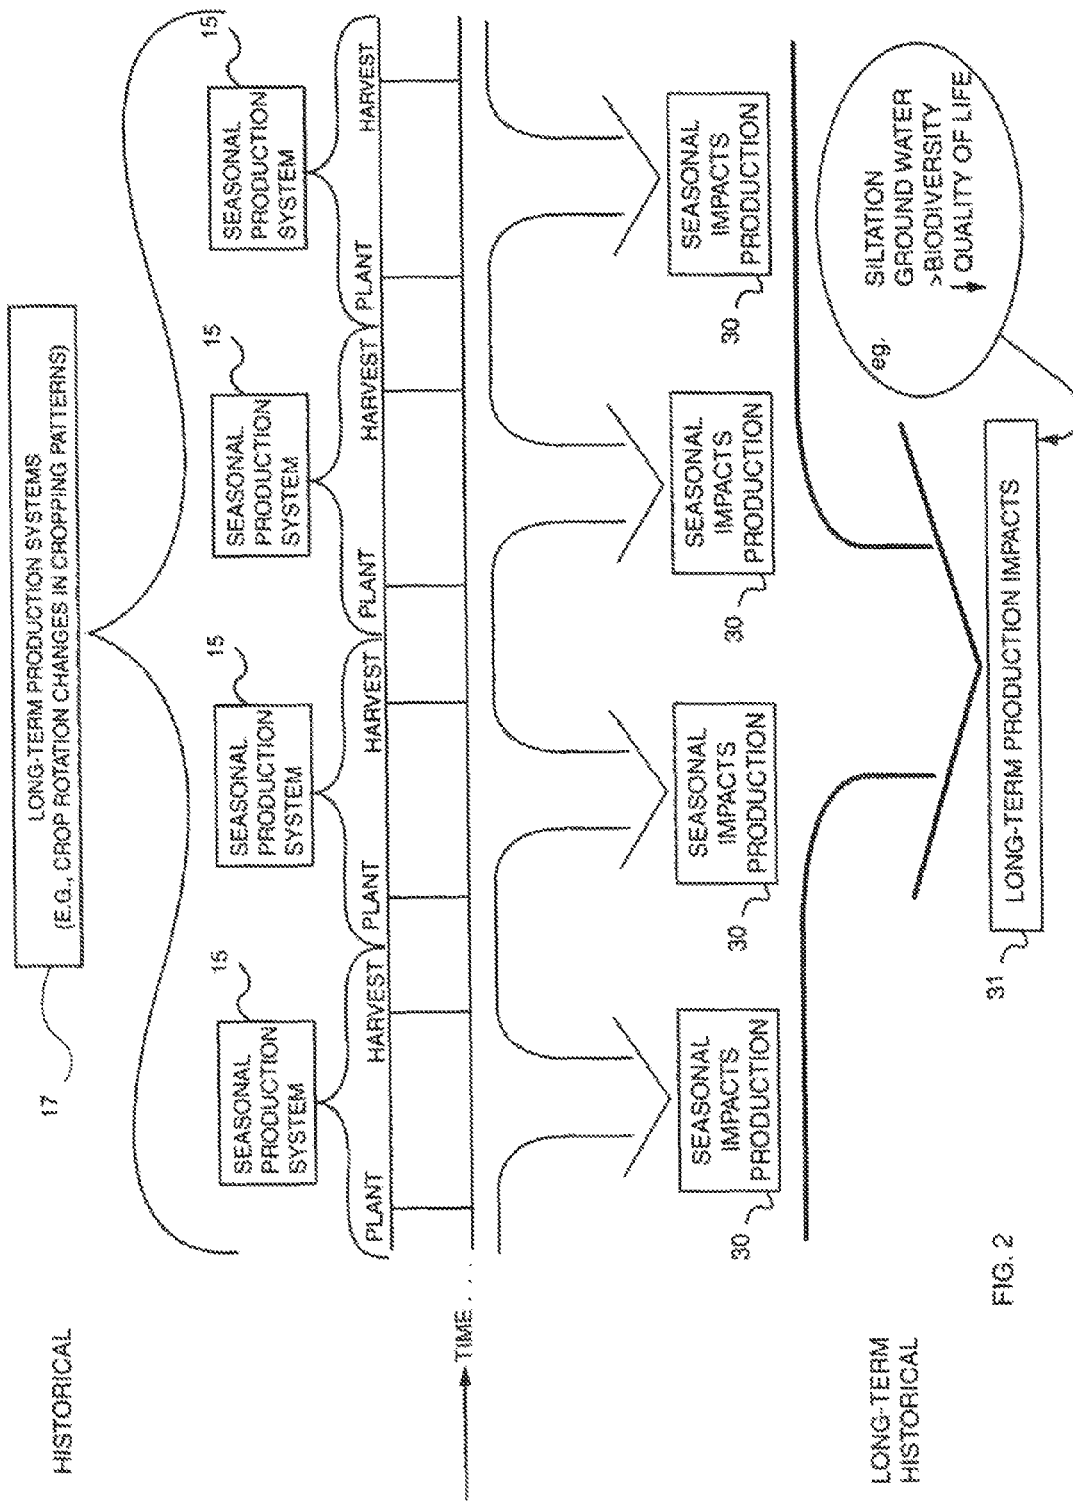 HISTORICAL
17
LONG-TERM PRODUCTION SYSTEMS
(E.G., CROP ROTATION CHANGES IN CROPPING PATTERNS)
15
SEASONAL
PRODUCTION
SYSTEM
15
SEASONAL
PRODUCTION
SYSTEM
15
SEASONAL
PRODUCTION
SYSTEM
15
SEASONAL
PRODUCTION
SYSTEM
PLANT HARVEST PLANT HARVEST PLANT HARVEST PLANT HARVEST
TIME . . .
SEASONAL
IMPACTS
PRODUCTION
30
SEASONAL
IMPACTS
PRODUCTION
30
SEASONAL
IMPACTS
PRODUCTION
30
SEASONAL
IMPACTS
PRODUCTION
30
LONG-TERM
HISTORICAL
eg.
SILTATION
GROUND WATER
>BIODIVERSITY
↓ QUALITY OF LIFE
31
LONG-TERM PRODUCTION IMPACTS
FIG. 2